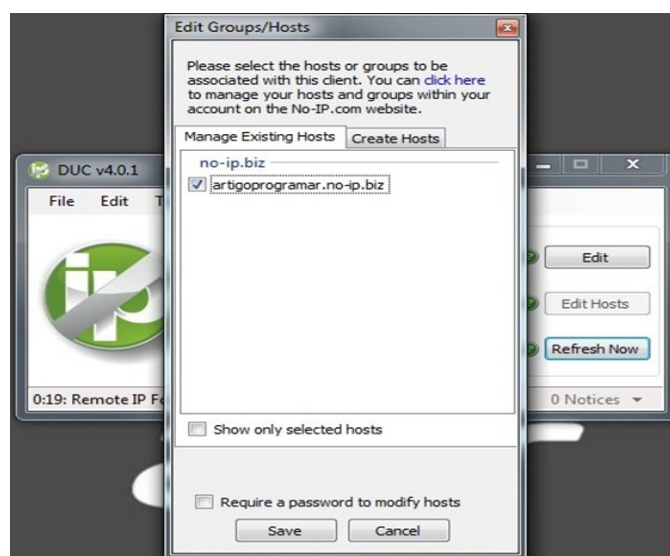 Edit Groups/Hosts
Please select the hosts or groups to be
associated with this client. You can click here
to manage your hosts and groups within your
account on the No-IP.com website.
Manage Existing Hosts
Create Hosts
no-ip.biz
artigoprogramar.no-ip.biz
Show only selected hosts
Require a password to modify hosts
Save
Cancel
DUC v4.0.1
File
Edit
ip
Edit
Edit Hosts
Refresh Now
0:19: Remote IP
0 Notices